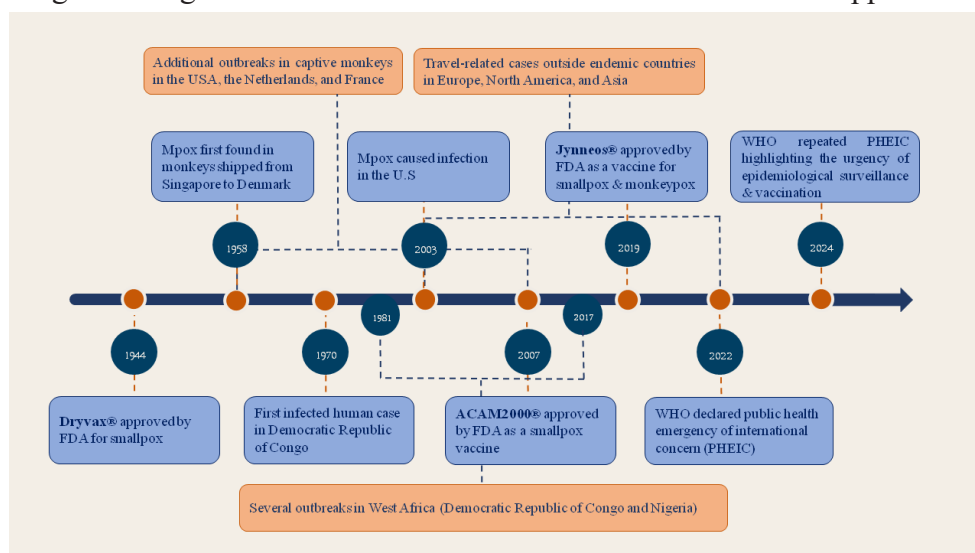 Additional outbreaks in captive monkeys
in the USA, the Netherlands, and France
Travel-related cases outside endemic countries
in Europe, North America, and Asia
Mpox first found in
monkeys shipped from
Singapore to Denmark
Mpox caused infection
in the U.S
Jynneos® approved by
FDA as a vaccine for
smallpox & monkeypox
WHO repeated PHEIC
highlighting the urgency of
epidemiological surveillance
& vaccination
1958
2003
2019
2024
1981
2017
1944
1970
2007
2022
Dryvax® approved by
FDA for smallpox
First infected human case
in Democratic Republic
of Congo
ACAM2000® approved
by FDA as a smallpox
vaccine
WHO declared public health
emergency of international
concern (PHEIC)
Several outbreaks in West Africa (Democratic Republic of Congo and Nigeria)